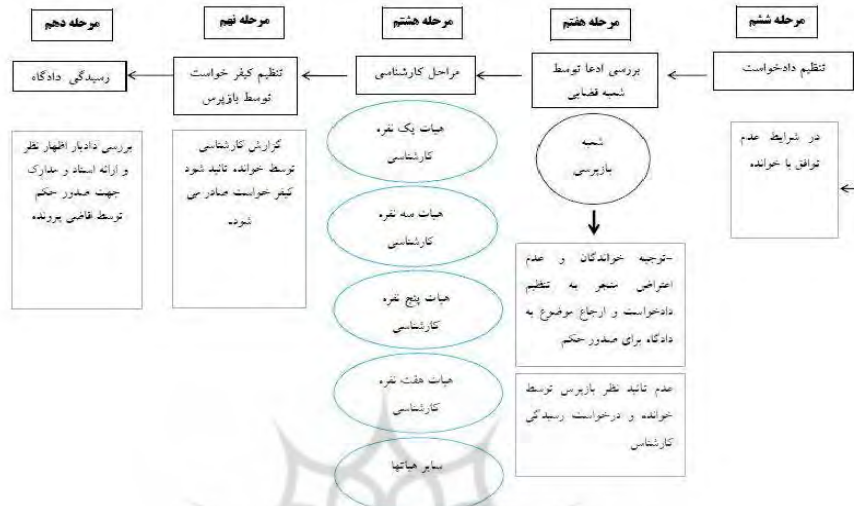 مرحله ششم
تنظیم دادخواست
در شرایط عدم
توافق با خوانده
مرحله هفتم
بررسی ادعا توسط
شعبه قضایی
شعبه
بازپرسی
-توجیه خواندگان و عدم
اعتراض منجر به تنظیم
دادخواست و ارجاع موضوع به
دادگاه برای صدور حکم
عدم تائید نظر بازپرس توسط
خوانده و درخواست رسیدگی
کارشناس
مرحله هشتم
مراحل کارشناسی
هیات یک نفره
کارشناسی
هیات سه نفره
کارشناسی
هیات پنج نفره
کارشناسی
هیات هفت نفره
کارشناسی
سایر هیاتها
مرحله نهم
تنظیم کیفر خواست
توسط بازپرس
گزارش کارشناسی
توسط خوانده تائید شود
کیفر خواست صادر می
شود.
مرحله دهم
رسیدگی دادگاه
بررسی دادیار اظهار نظر
و ارائه اسناد و مدارک
جهت صدور حکم
توسط قاضی پرونده